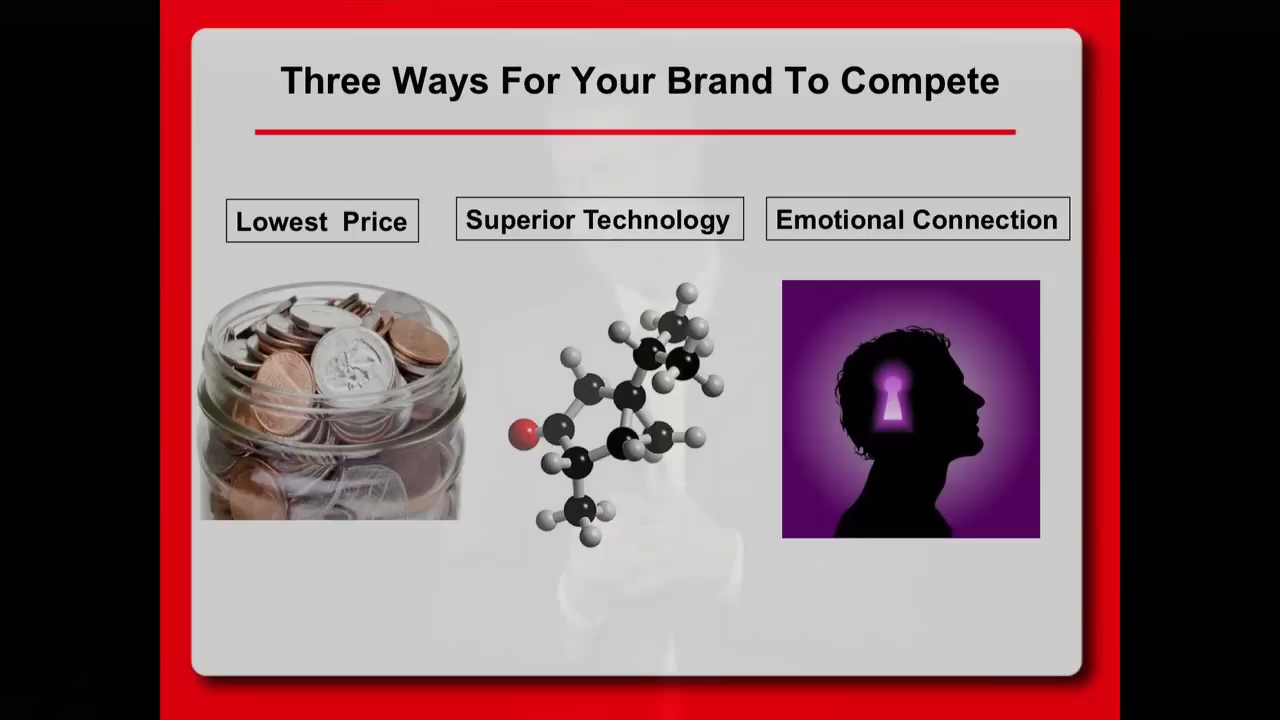 Three Ways For Your Brand To Compete
Lowest Price
Superior Technology
Emotional Connection